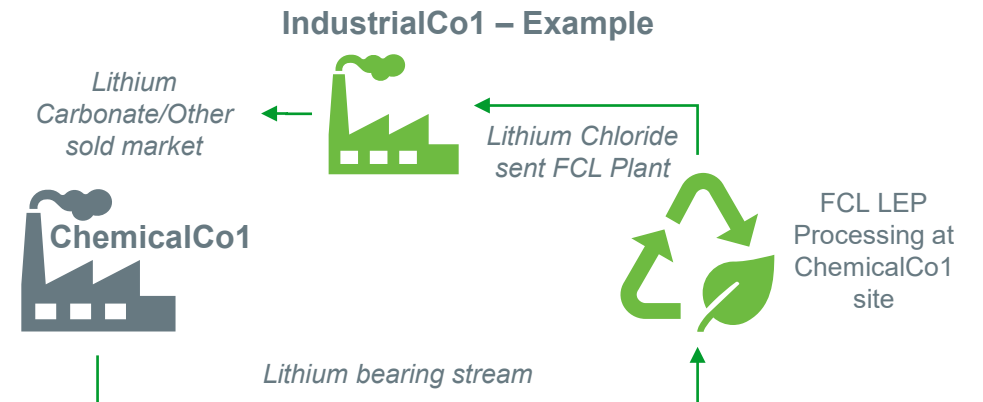 IndustrialCo1 – Example
Lithium
Carbonate/Other
sold market
Lithium Chloride
sent FCL Plant
ChemicalCo1
FCL LEP
Processing at
ChemicalCo1
site
Lithium bearing stream